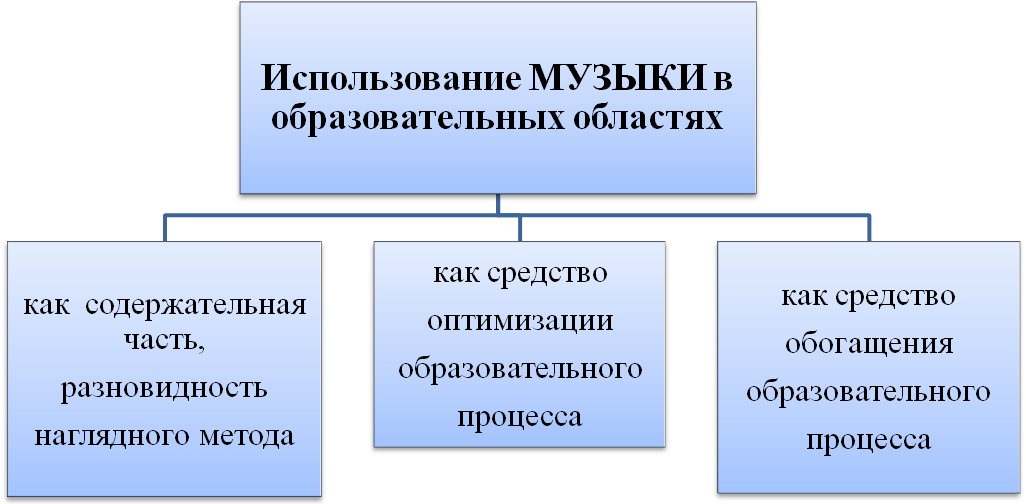 Использование МУЗЫКИ в
образовательных областях
как содержательная
часть,
разновидность
наглядного метода
как средство
оптимизации
образовательного
процесса
как средство
обогащения
образовательного
процесса